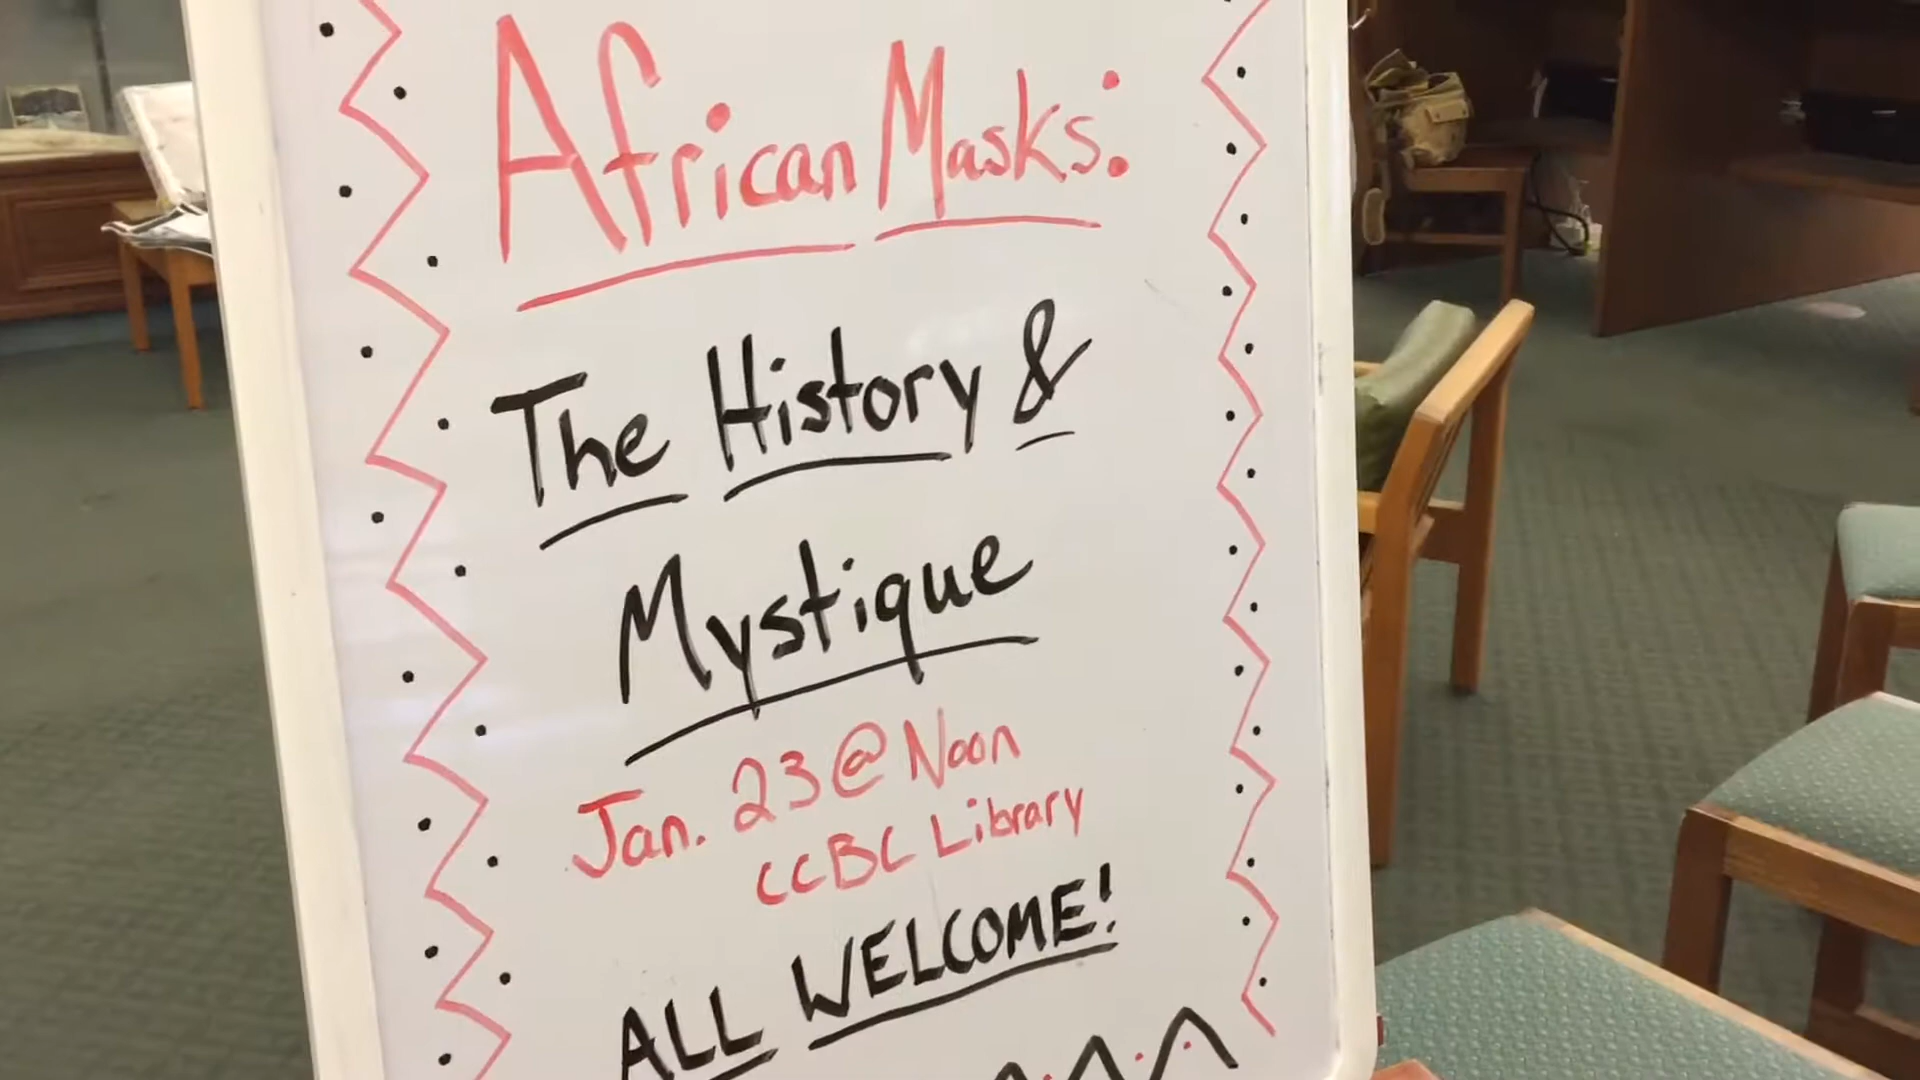 African Masks:
The History &
Mystique
Jan. 23 @ Noon
CCBC Library
ALL WELCOME!